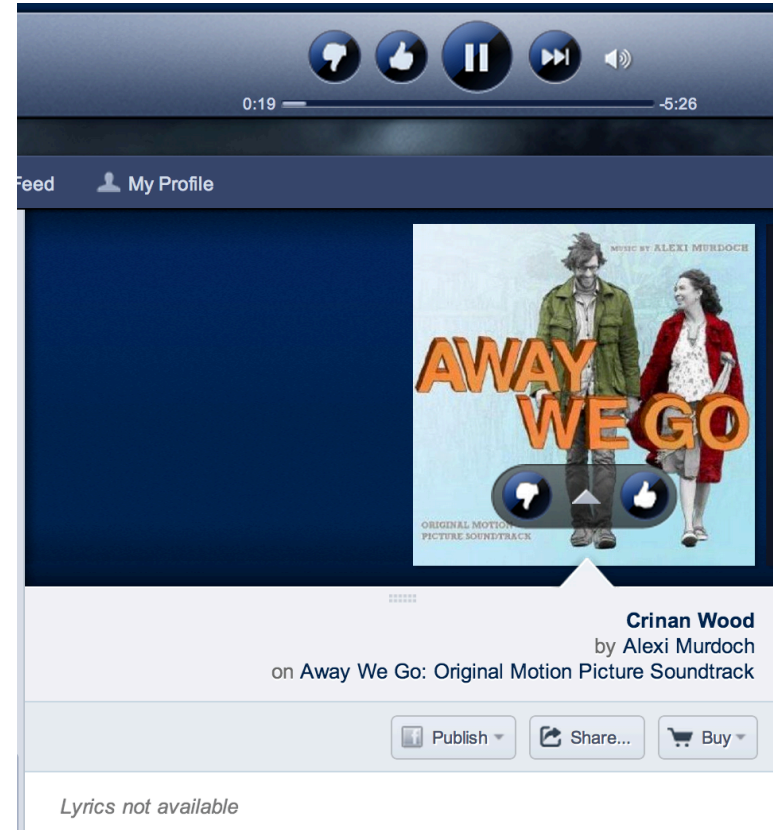 0:19 -5:26
Feed My Profile
MUSIC BY ALEXI MURDOCH
AWAY
WE GO
ORIGINAL MOTION
PICTURE SOUNDTRACK
Crinan Wood
by Alexi Murdoch
on Away We Go: Original Motion Picture Soundtrack
f Publish Share... Buy
Lyrics not available